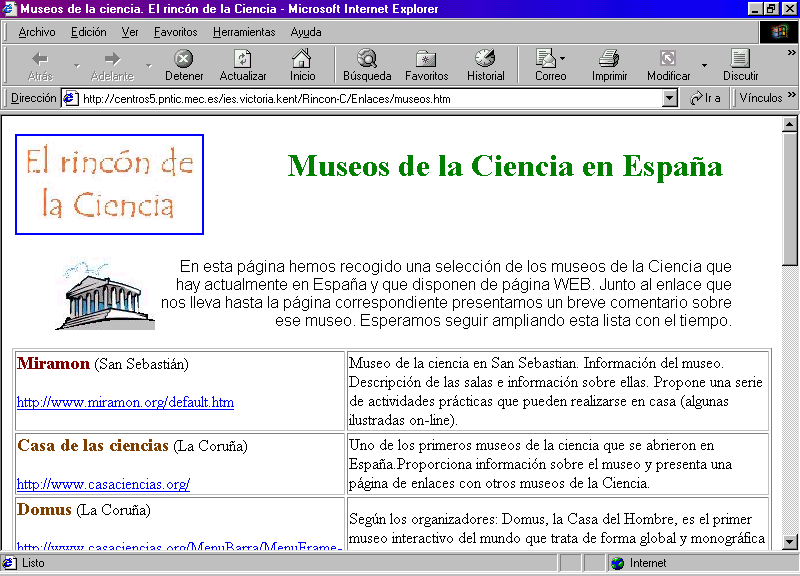 Museos de la ciencia. El rincón de la Ciencia - Microsoft Internet Explorer
Archivo Edición Ver Favoritos Herramientas Ayuda
Atrás Adelante Detener Actualizar Inicio Búsqueda Favoritos Historial Correo Imprimir Modificar Discutir
Dirección http://centros5.pntic.mec.es/ies.victoria.kent/Rincon-C/Enlaces/museos.htm Ir a Vínculos
El rincón de
la Ciencia
Museos de la Ciencia en España
En esta página hemos recogido una selección de los museos de la Ciencia que
hay actualmente en España y que disponen de página WEB. Junto al enlace que
nos lleva hasta la página correspondiente presentamos un breve comentario sobre
ese museo. Esperamos seguir ampliando esta lista con el tiempo.
Miramon (San Sebastián)
http://www.miramon.org/default.htm
Museo de la ciencia en San Sebastian. Información del museo.
Descripción de las salas e información sobre ellas. Propone una serie
de actividades prácticas que pueden realizarse en casa (algunas
ilustradas on-line).
Casa de las ciencias (La Coruña)
http://www.casaciencias.org/
Uno de los primeros museos de la ciencia que se abrieron en
España.Proporciona información sobre el museo y presenta una
página de enlaces con otros museos de la Ciencia.
Domus (La Coruña)
http://www.casaciencias.org/MenuBarra/MenuFrame-
Según los organizadores: Domus, la Casa del Hombre, es el primer
museo interactivo del mundo que trata de forma global y monográfica
Listo Internet